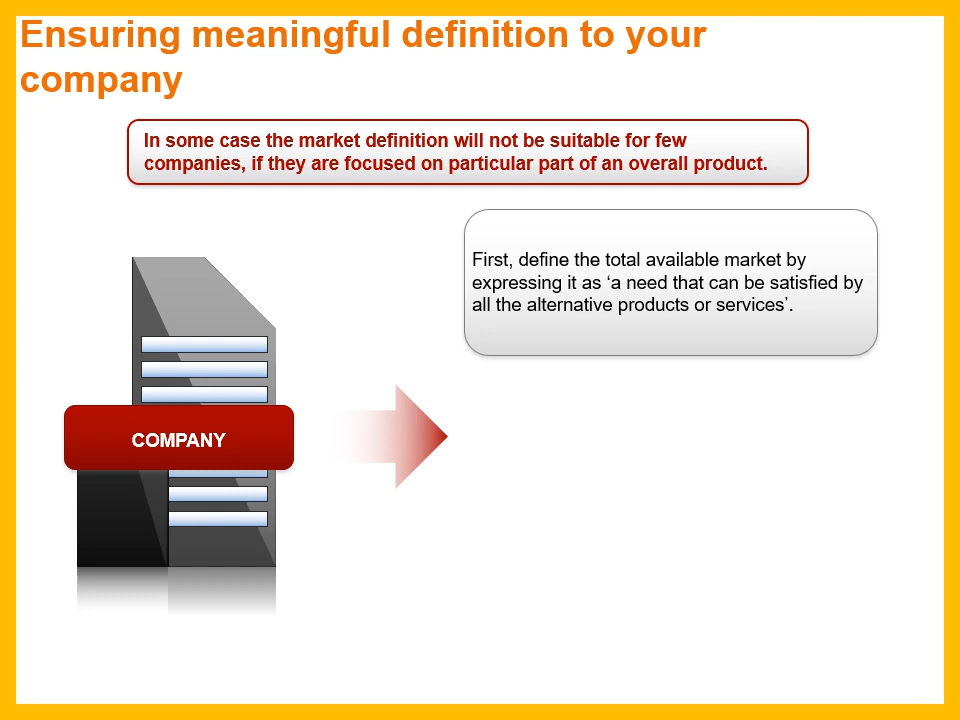 Ensuring meaningful definition to your
company
In some case the market definition will not be suitable for few
companies, if they are focused on particular part of an overall product.
First, define the total available market by
expressing it as ‘a need that can be satisfied by
all the alternative products or services’.
COMPANY